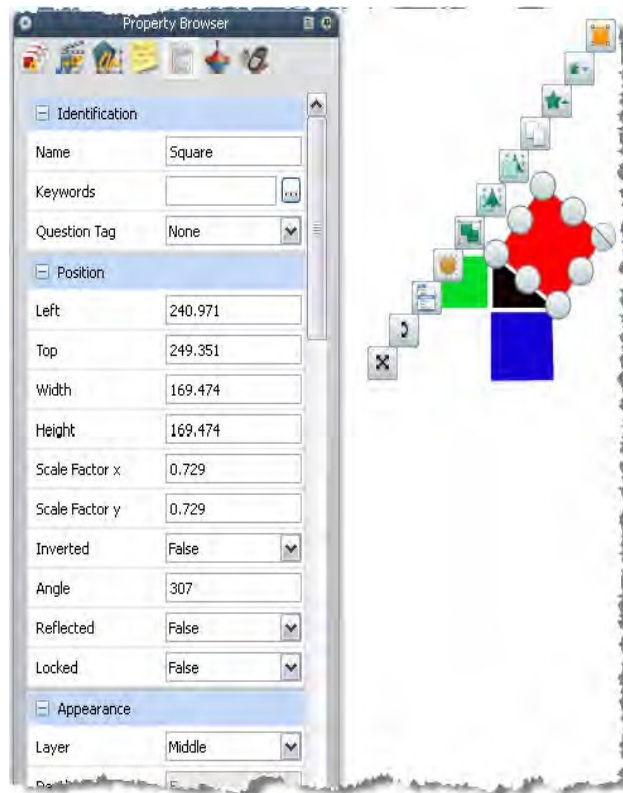 Property Browser
Identification
Name Square
Keywords ...
Question Tag None
Position
Left 240.971
Top 249.351
Width 169.474
Height 169.474
Scale Factor x 0.729
Scale Factor y 0.729
Inverted False
Angle 307
Reflected False
Locked False
Appearance
Layer Middle